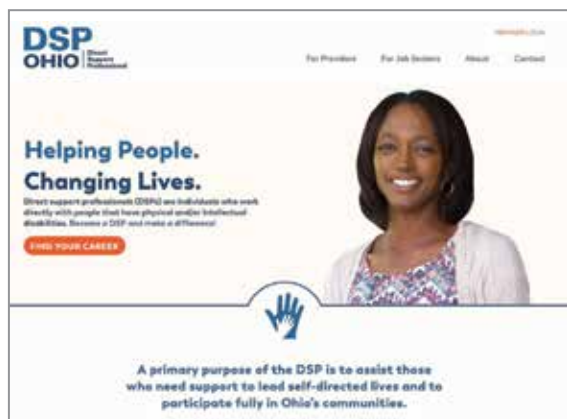 DSP
OHIO
Direct
Support
Professional
MEMBER LOGIN
For Providers For Job Seekers About Contact
Helping People.
Changing Lives.
Direct support professionals (DSPs) are individuals who work
directly with people that have physical and/or intellectual
disabilities. Become a DSP and make a difference!
FIND YOUR CAREER
A primary purpose of the DSP is to assist those
who need support to lead self-directed lives and to
participate fully in Ohio's communities.